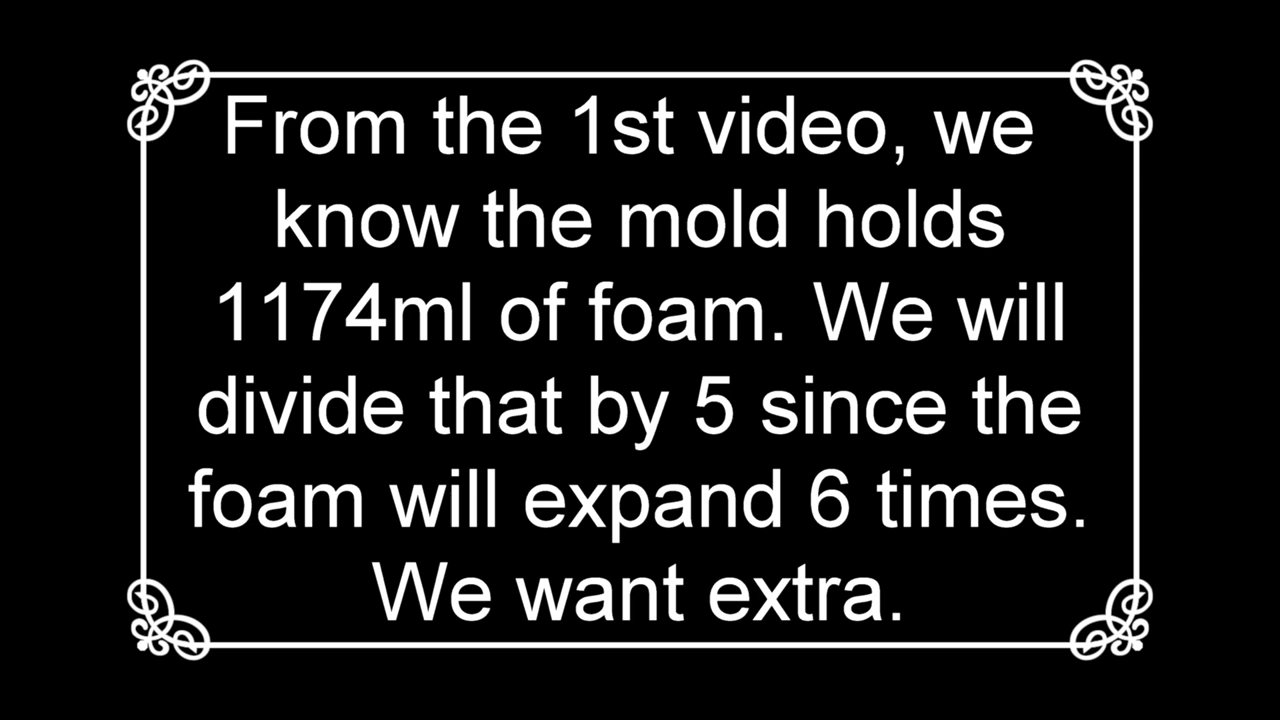 From the 1st video, we
know the mold holds
1174ml of foam. We will
divide that by 5 since the
foam will expand 6 times.
We want extra.